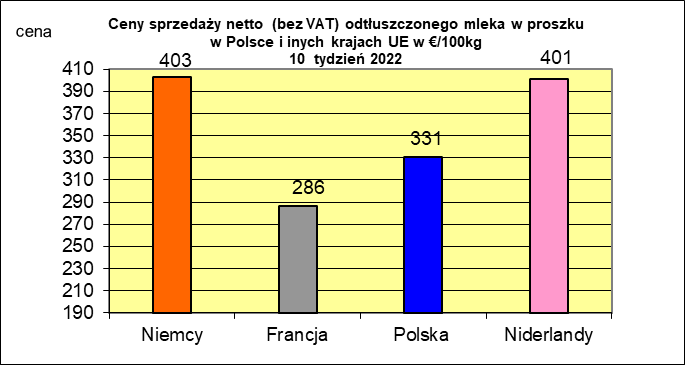 Ceny sprzedaży netto (bez VAT) odtłuszczonego mleka w proszku
w Polsce i inych krajach UE w €/100kg
10 tydzień 2022
cena
403
286
331
401
410
390
370
350
330
310
290
270
250
230
210
190
Niemcy
Francja
Polska
Niderlandy